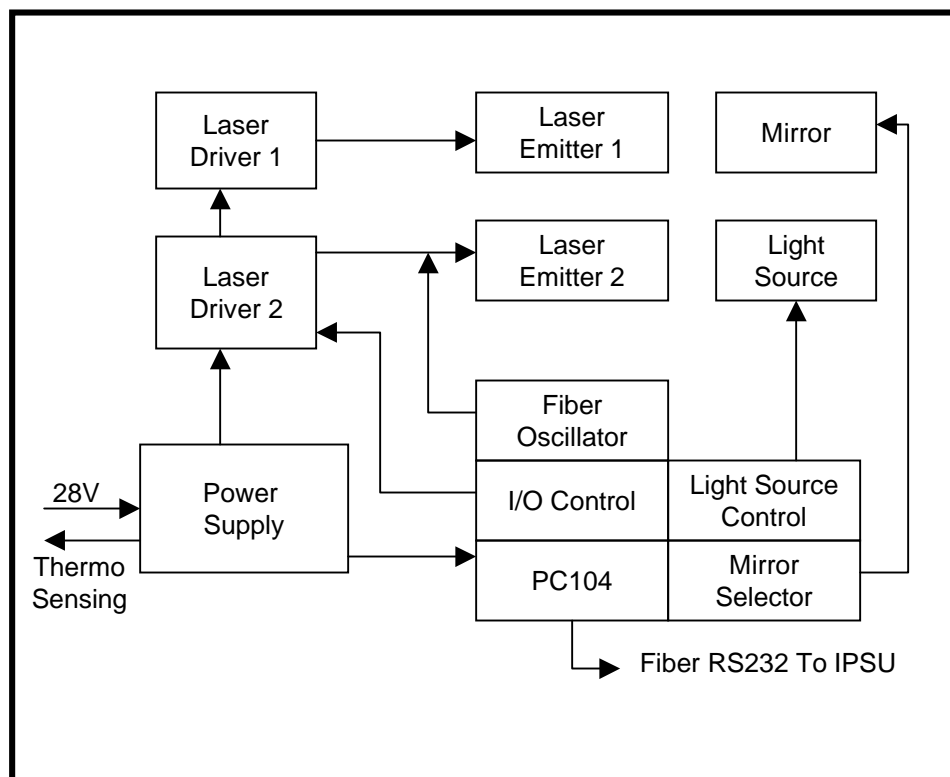 Laser
Driver 1
Laser
Emitter 1
Mirror
Laser
Driver 2
Laser
Emitter 2
Light
Source
Fiber
Oscillator
28V
Power
Supply
I/O Control
Light Source
Control
Thermo
Sensing
PC104
Mirror
Selector
Fiber RS232 To IPSU